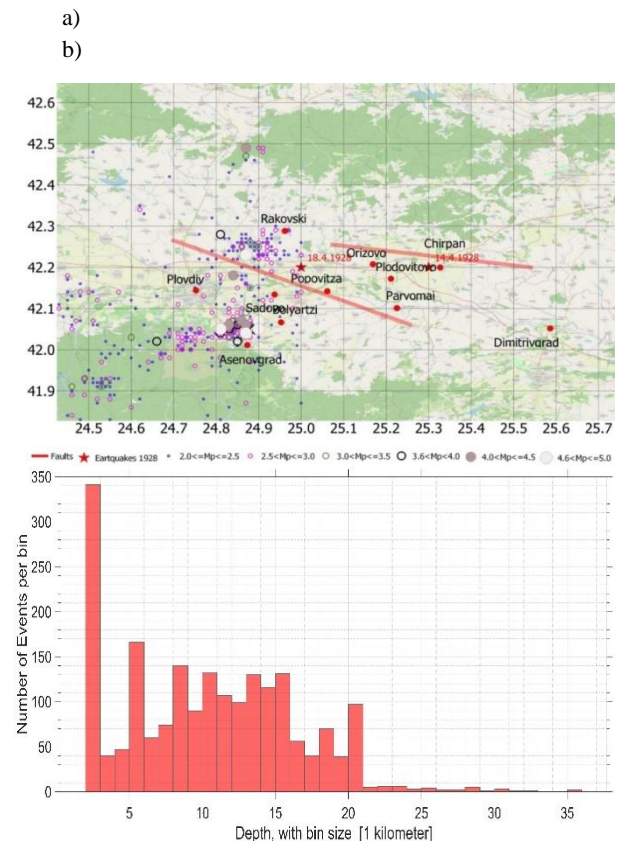 a)
b)
42.6
42.5
42.4
42.3
42.2
42.1
42.0
41.9
Rakovski
18.4.1928
Orizovo
Chirpan
14.4.1928
Plodovitovo
Plovdiv
Popovitza
Parvomai
Sadovo
Bolyartzi
Dimitrivgrad
Asenovgrad
24.5 24.6 24.7 24.8 24.9 25.0 25.1 25.2 25.3 25.4 25.5 25.6 25.7
Faults Eartquakes 1928 2.0<=Mp<=2.5 2.5<Mp<=3.0 3.0<Mp<=3.5 3.6<Mp<4.0 4.0<Mp<=4.5 4.6<Mp<=5.0
350
300
250
200
150
100
50
0
Number of Events per bin
5 10 15 20 25 30 35
Depth, with bin size [1 kilometer]